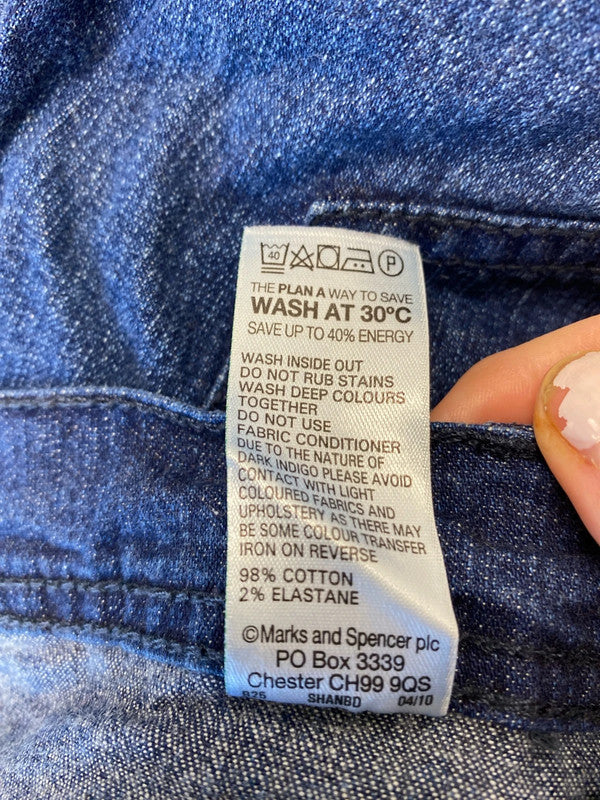 40 P
THE PLAN A WAY TO SAVE
WASH AT 30ºC
SAVE UP TO 40% ENERGY
WASH INSIDE OUT
DO NOT RUB STAINS
WASH DEEP COLOURS
TOGETHER
DO NOT USE
FABRIC CONDITIONER
DUE TO THE NATURE OF
DARK INDIGO PLEASE AVOID
CONTACT WITH LIGHT
COLOURED FABRICS AND
UPHOLSTERY AS THERE MAY
BE SOME COLOUR TRANSFER
IRON ON REVERSE
98% COTTON
2% ELASTANE
©Marks and Spencer plc
PO Box 3339
Chester CH99 9QS
S25 SHANBD 04/10